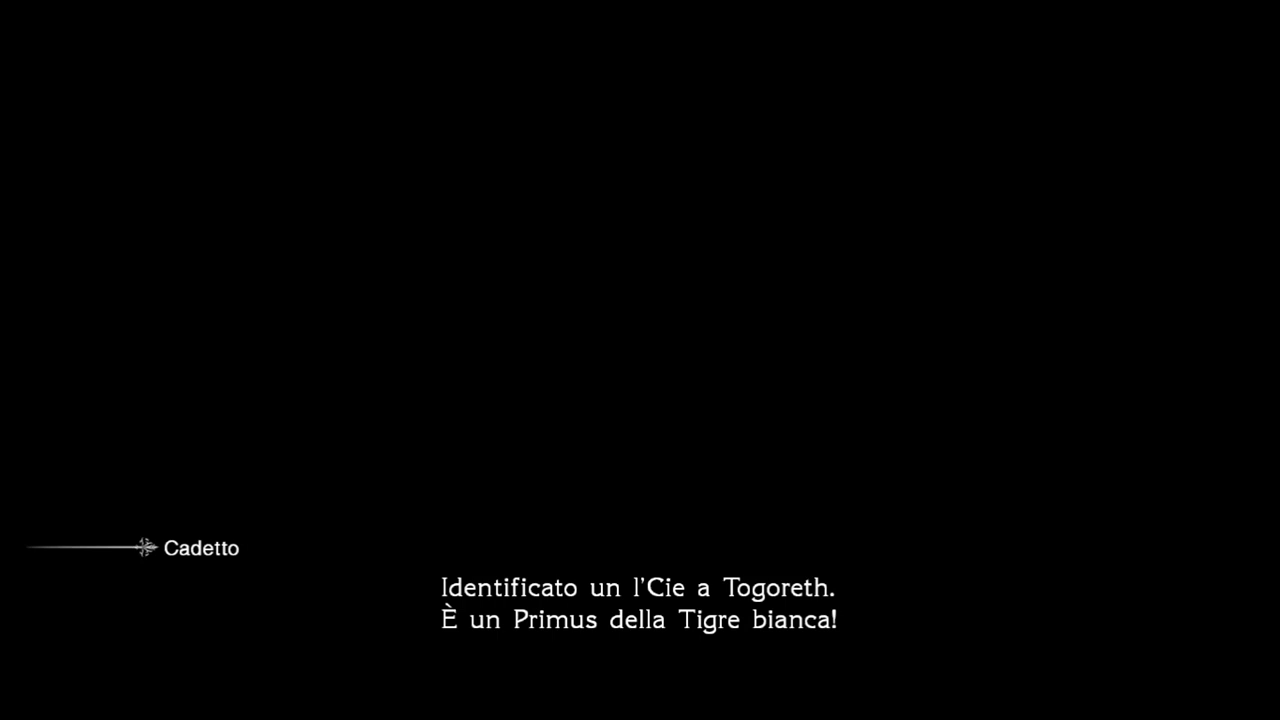 Cadetto
Identificato un l'Cie a Togoreth.
È un Primus della Tigre bianca!